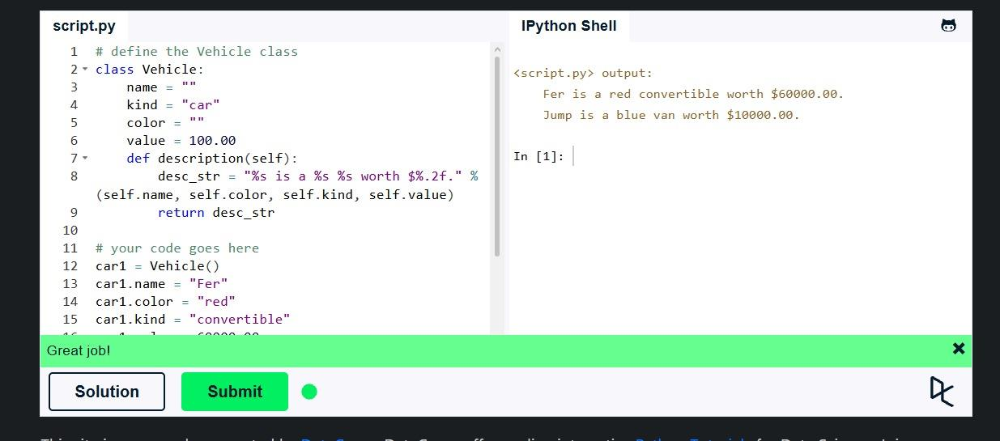 script.py
1 # define the Vehicle class
2 class Vehicle:
3     name = ""
4     kind = "car"
5     color = ""
6     value = 100.00
7     def description(self):
8         desc_str = "%s is a %s %s worth $%.2f." %
(self.name, self.color, self.kind, self.value)
9         return desc_str
10
11 # your code goes here
12 car1 = Vehicle()
13 car1.name = "Fer"
14 car1.color = "red"
15 car1.kind = "convertible"
IPython Shell
<script.py> output:
    Fer is a red convertible worth $60000.00.
    Jump is a blue van worth $10000.00.
In [1]:
Great job!
Solution
Submit